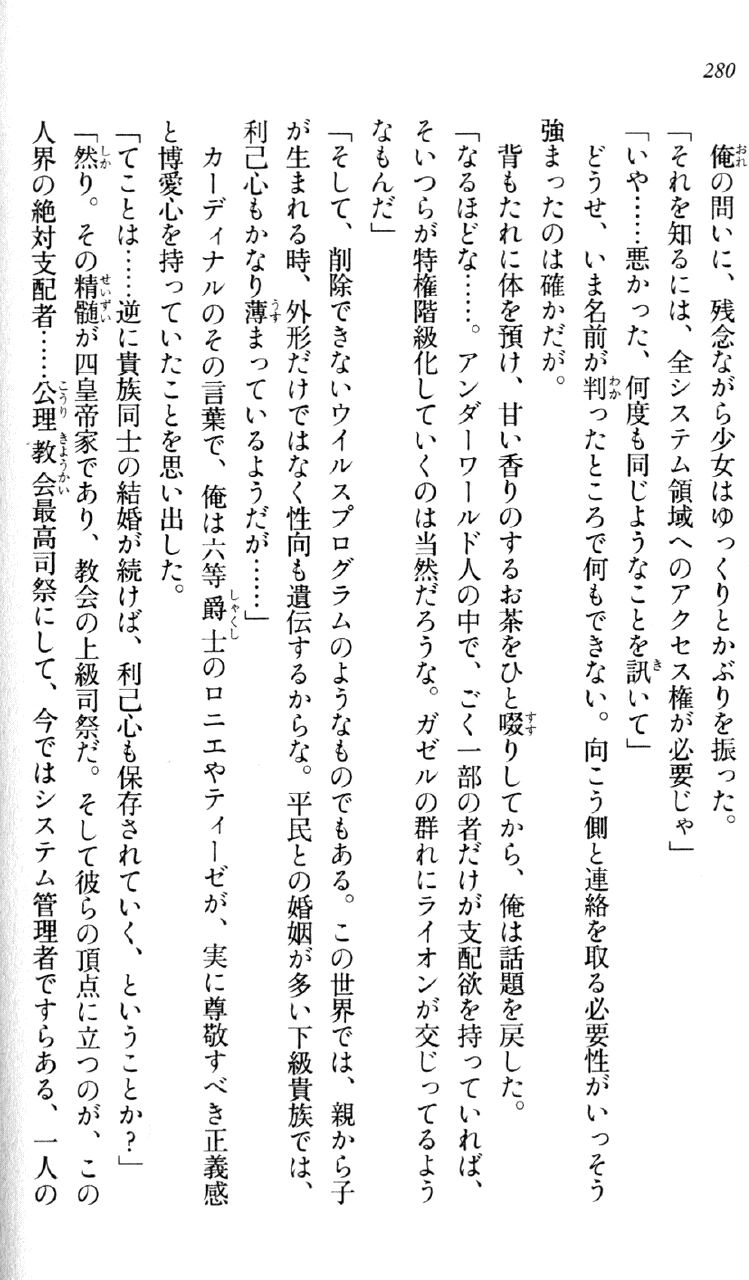 280
俺の問いに、残念ながら少女はゆっくりとかぶりを振った。
「それを知るには、全システム領域へのアクセス権が必要じゃ」
「いや……悪かった、何度も同じようなことを訊いて」
どうせ、いま名前が判ったところで何もできない。向こう側と連絡を取る必要性がいっそう
強まったのは確かだが。
背もたれに体を預け、甘い香りのするお茶をひと啜りしてから、俺は話題を戻した。
「なるほどな……。アンダーワールド人の中で、ごく一部の者だけが支配欲を持っていれば、
そいつらが特権階級化していくのは当然だろうな。ガゼルの群れにライオンが交じってるよう
なもんだ」
「そして、削除できないウイルスプログラムのようなものでもある。この世界では、親から子
が生まれる時、外形だけではなく性向も遺伝するからな。平民との婚姻が多い下級貴族では、
利己心もかなり薄まっているようだが……」
カーディナルのその言葉で、俺は六等爵士のロニエやティーゼが、実に尊敬すべき正義感
と博愛心を持っていたことを思い出した。
「てことは……逆に貴族同士の結婚が続けば、利己心も保存されていく、ということか?」
「然り。その精髄が四皇帝家であり、教会の上級司祭だ。そして彼らの頂点に立つのが、この
人界の絶対支配者……公理教会最高司祭にして、今ではシステム管理者ですらある、一人の